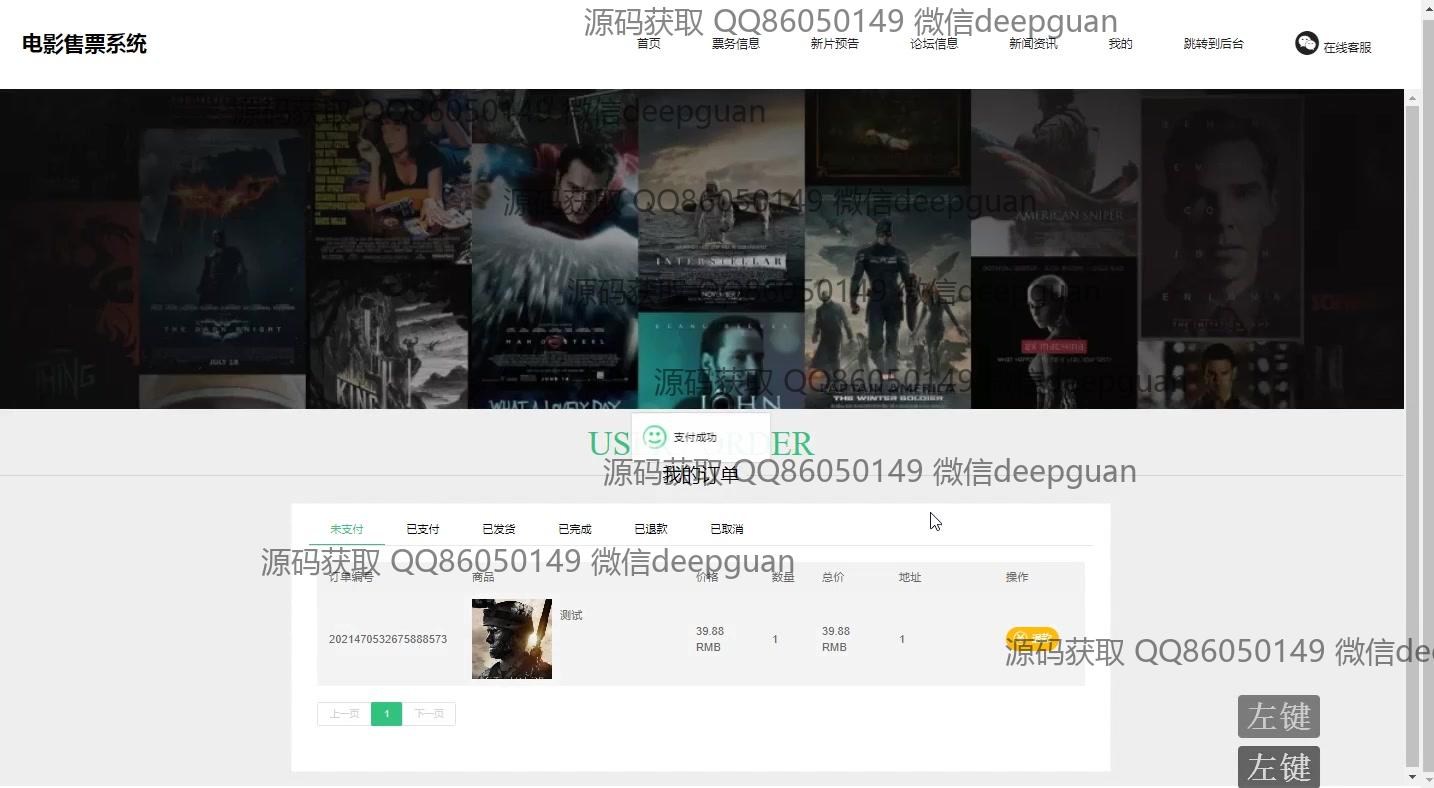 源码获取 QQ86050149 微信deepguan
电影售票系统
首页 票务信息 新片预告 论坛信息 新闻资讯 我的 跳转到后台 在线客服
源码获取 QQ86050149 微信deepguan
源码获取 QQ86050149 微信deepguan
AMERICAN SNIPER
INTERSTELLAR
NOVEMBER 7
源码获取 QQ86050149 微信deepguan
THE DARK KNIGHT
JULY 18
MAN OF STEEL
JUNE 14
KEANU REEVES
EX MACHINA
THE IMITATION GAME
源码获取 QQ86050149 微信deepguan
THING
KING
WHAT A LOVELY DAY
JOHN
CAPTAIN AMERICA
THE WINTER SOLDIER
支付成功
我的订单
源码获取 QQ86050149 微信deepguan
未支付 已支付 已发货 已完成 已退款 已取消
源码获取 QQ86050149 微信deepguan
订单编号 商品 价格 数量 总价 地址 操作
2021470532675888573 测试 39.88 RMB 1 39.88 RMB 1 退款
源码获取 QQ86050149 微信dee
上一页 1 下一页
左键
左键